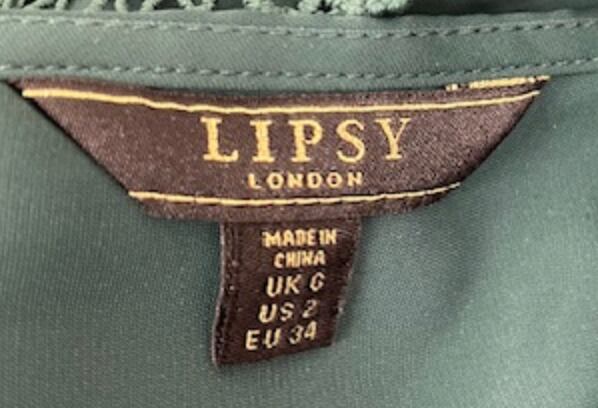 LIPSY
LONDON
MADE IN
CHINA
UK 6
US 2
EU 34